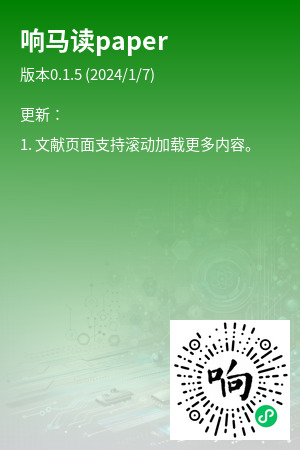 响马读paper
版本0.1.5 (2024/1/7)
更新：
1. 文献页面支持滚动加载更多内容。
响